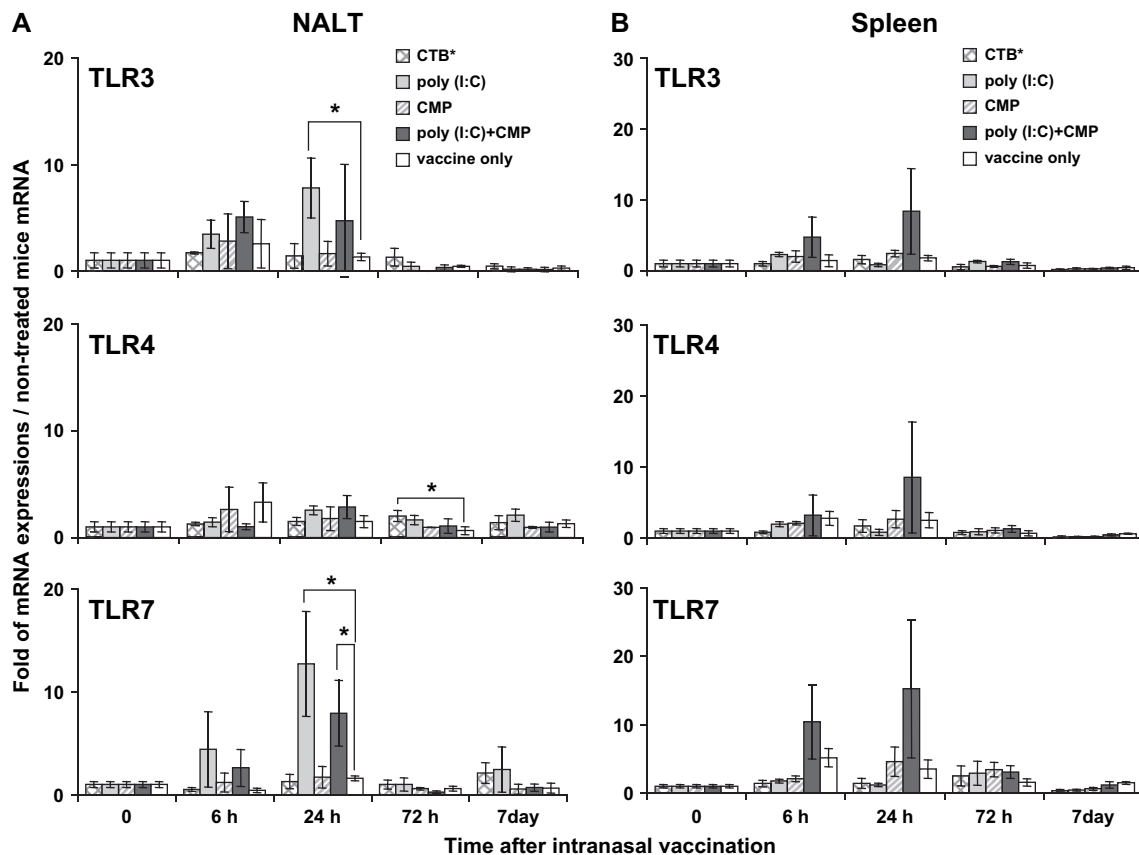 A
NALT
B
Spleen
Fold of mRNA expressions / non-treated mice mRNA
TLR3
20
10
0
CTB*
poly (I:C)
CMP
poly (I:C)+CMP
vaccine only
*
TLR3
30
20
10
0
CTB*
poly (I:C)
CMP
poly (I:C)+CMP
vaccine only
TLR4
20
10
0
*
TLR4
30
20
10
0
TLR7
20
10
0
*
*
0 6 h 24 h 72 h 7day
TLR7
30
20
10
0
0 6 h 24 h 72 h 7day
Time after intranasal vaccination